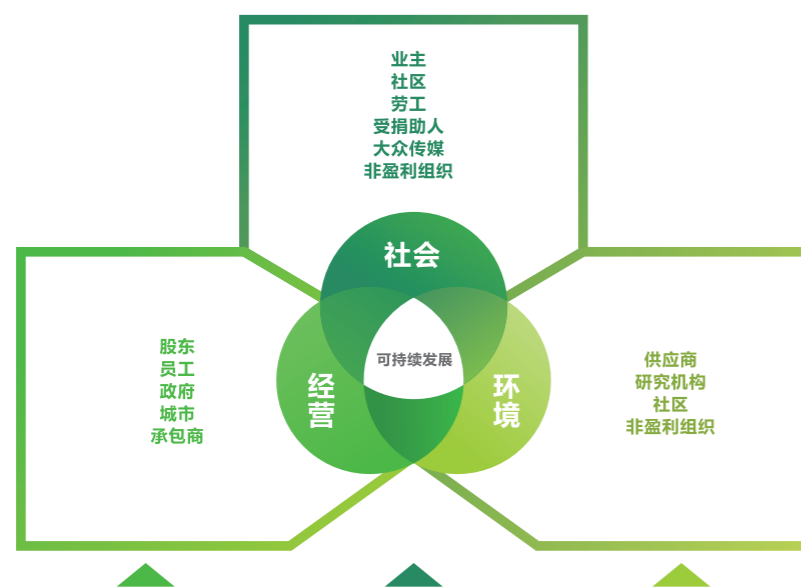 业主
社区
劳工
受捐助人
大众传媒
非盈利组织
社会
股东
员工
政府
城市
承包商
经营
可持续发展
环境
供应商
研究机构
社区
非盈利组织